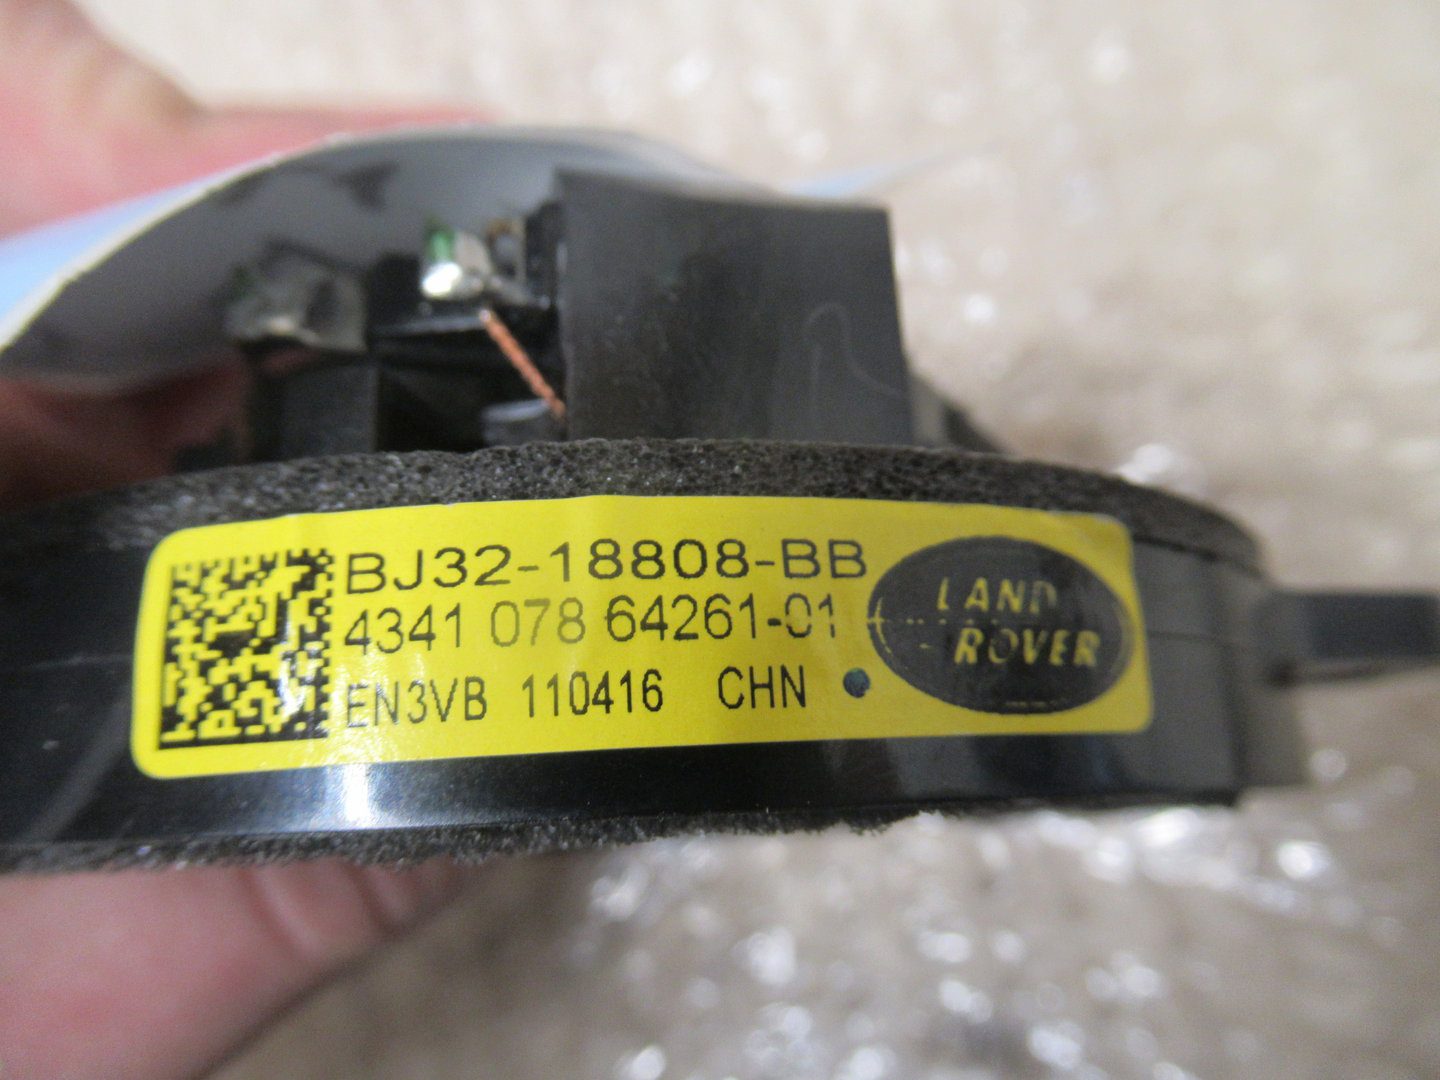 BJ32-18808-BB
4341 078 64261-01
EN3VB 110416 CHN
LAND
ROVER